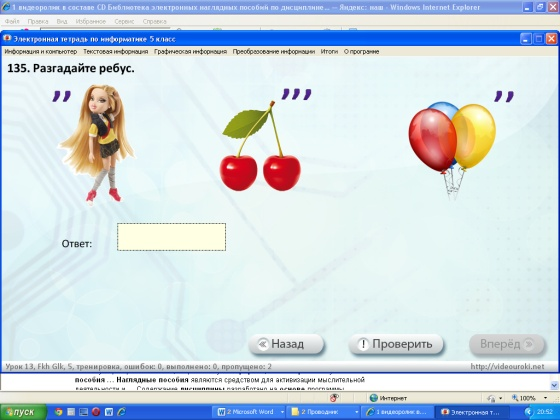 1 видеоролик в составе CD Библиотека электронных наглядных пособий по дисциплине... — Яндекс: наш - Windows Internet Explorer
Файл Правка Вид Избранное Сервис Справка
Электронная тетрадь по информатике 5 класс
Информация и компьютер Текстовая информация Графическая информация Преобразование информации Итоги О программе
135. Разгадайте ребус.
,, ,,, ,,
Ответ:
Назад Проверить Вперёд
Урок 13, Fkh Glk, 5, тренировка, ошибок: 0, выполнено: 0, пропущено: 2 http://videouroki.net
пособия ... Наглядные пособия являются средством для активизации мыслительной
деятельности и ... Содержание дисциплины разработано на основе программы
Интернет 100%
пуск 2 Microsoft Word 2 Проводник 1 видеоролик в ... Электронная т... 20:52